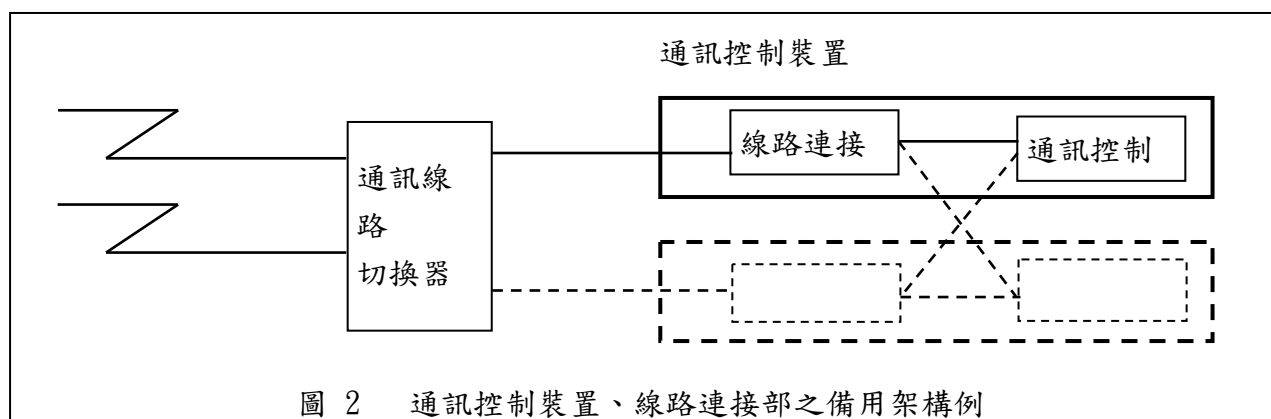 通訊控制裝置
線路連接
通訊控制
通訊線
路
切換器
圖 2 通訊控制裝置、線路連接部之備用架構例